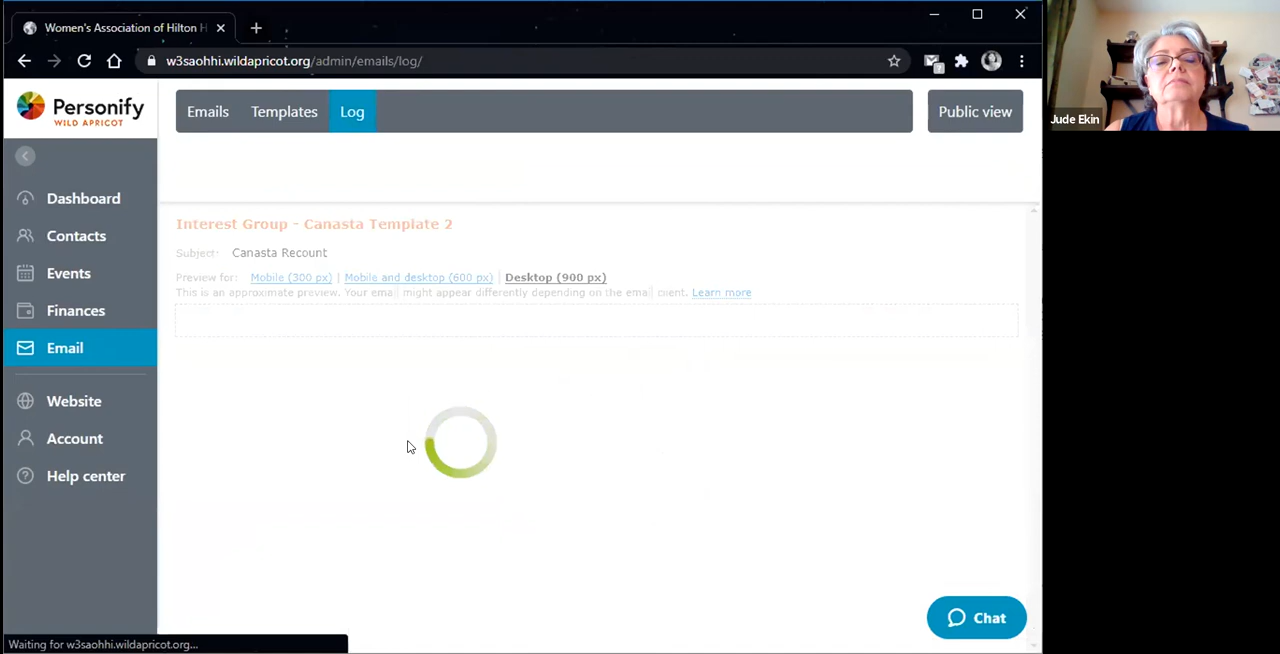 Women's Association of Hilton H
w3saohhi.wildapricot.org/admin/emails/log/
7
Personify
WILD APRICOT
Emails
Templates
Log
Public view
Dashboard
Contacts
Events
Finances
Email
Website
Account
Help center
Interest Group - Canasta Template 2
Subject: Canasta Recount
Preview for: Mobile (300 px) | Mobile and desktop (600 px) | Desktop (900 px)
This is an approximate preview. Your email might appear differently depending on the email client. Learn more
Chat
Waiting for w3saohhi.wildapricot.org...
Jude Ekin